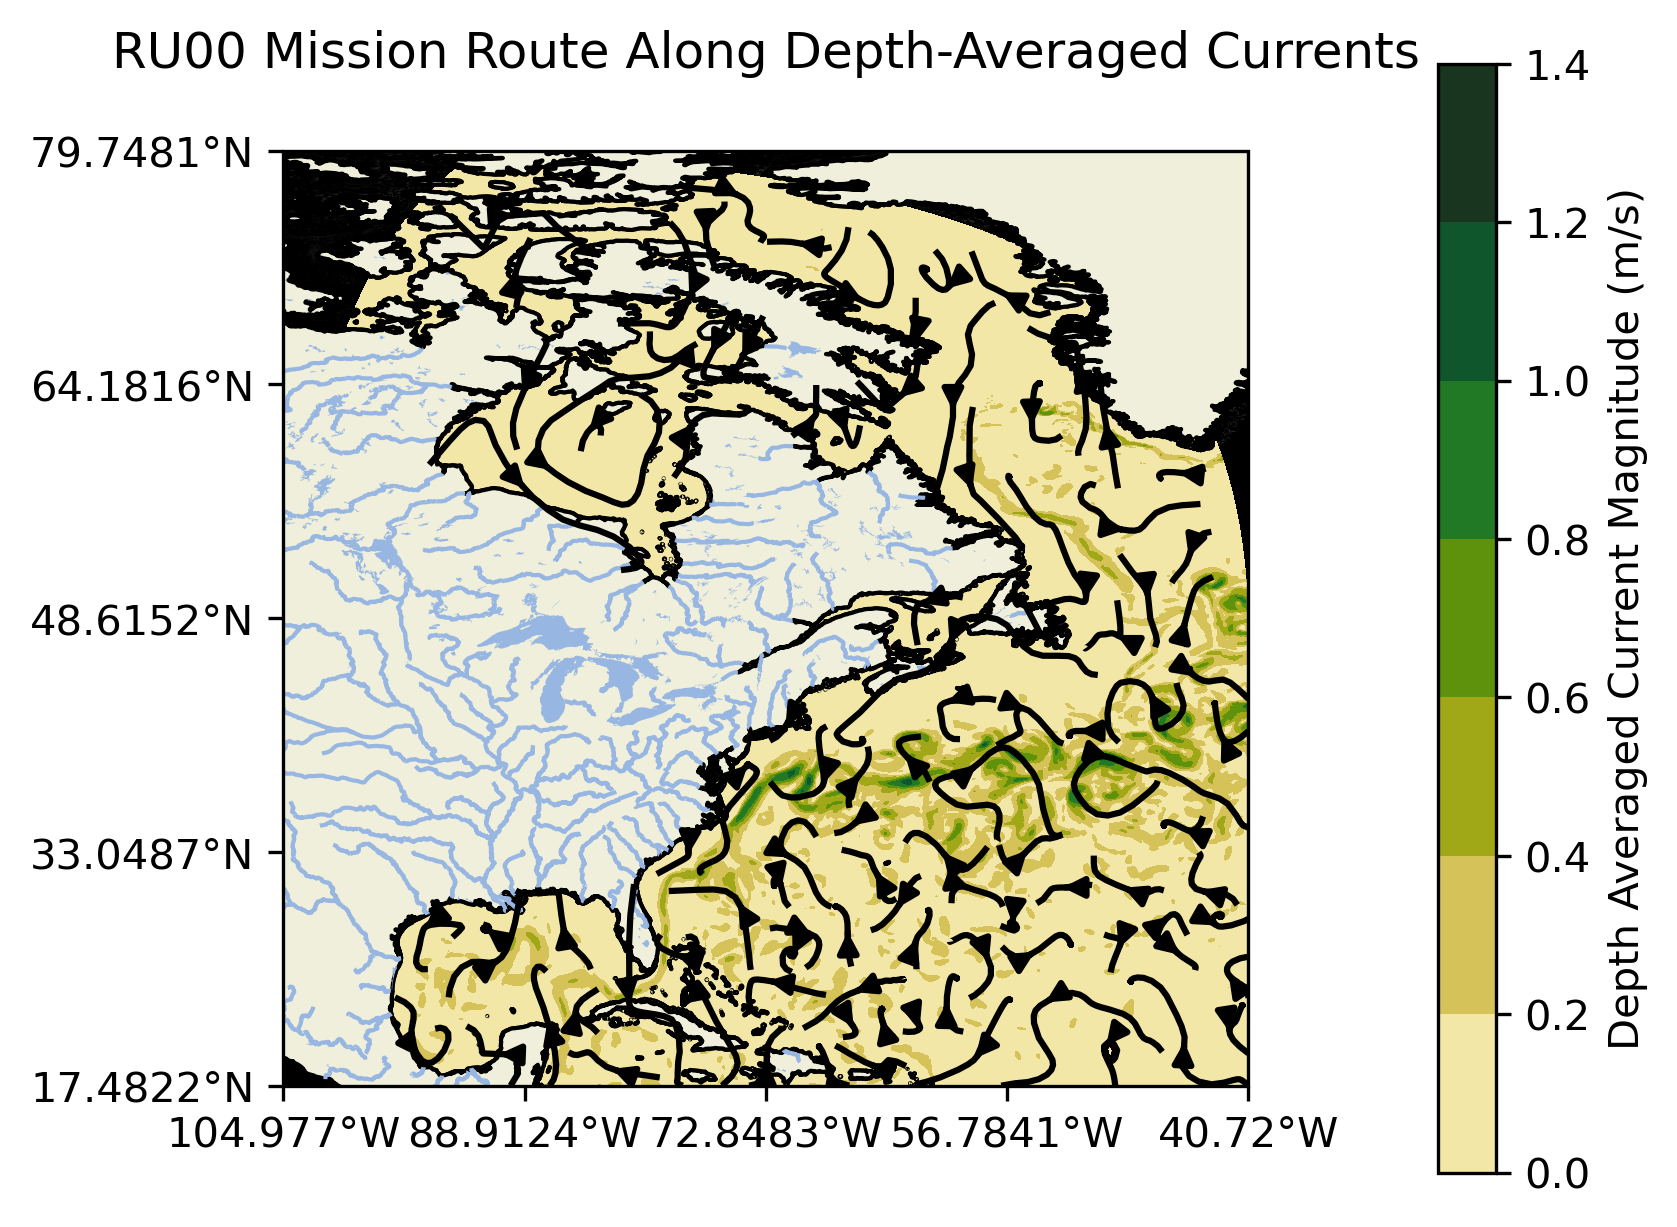 RU00 Mission Route Along Depth-Averaged Currents
79.7481°N
64.1816°N
48.6152°N
33.0487°N
17.4822°N
104.977°W 88.9124°W 72.8483°W 56.7841°W 40.72°W
1.4
1.2
1.0
0.8
0.6
0.4
0.2
0.0
Depth Averaged Current Magnitude (m/s)